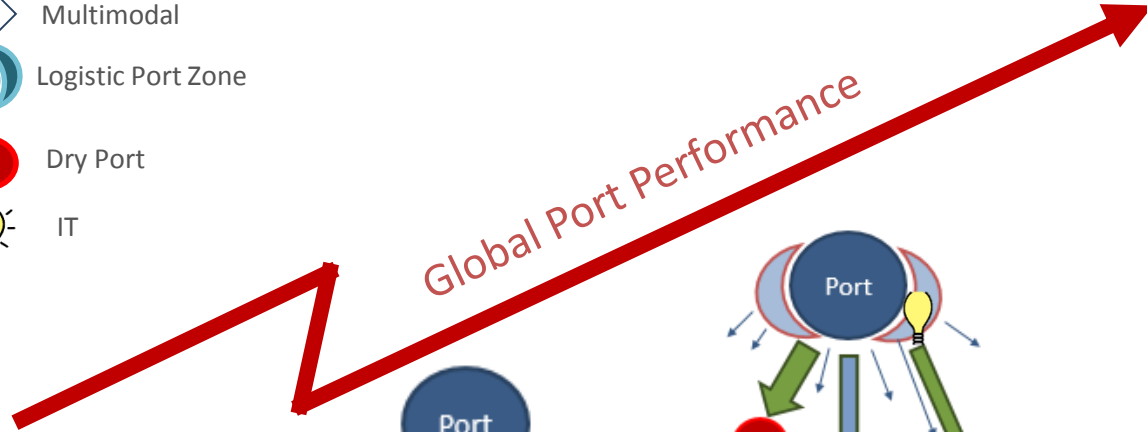 Multimodal
Logistic Port Zone
Dry Port
IT
Global Port Performance
Port
Port